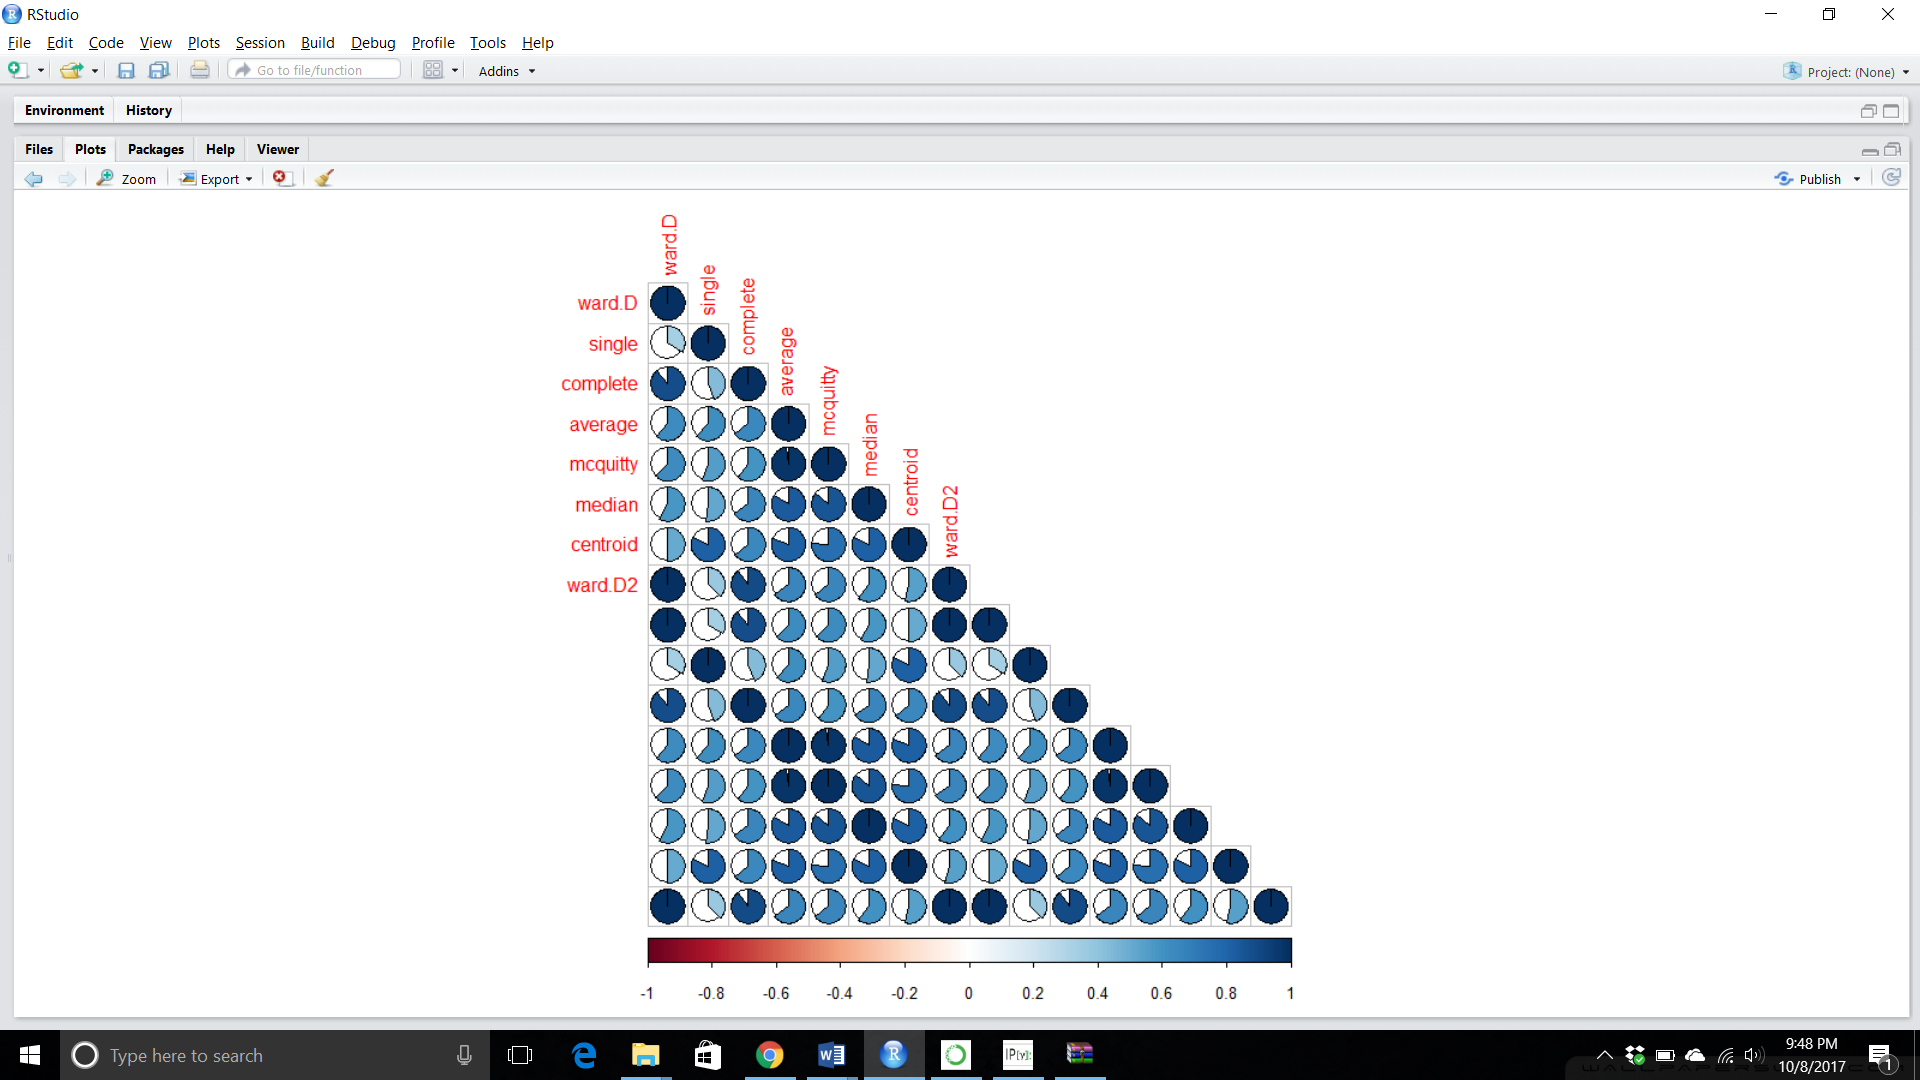 RStudio
File Edit Code View Plots Session Build Debug Profile Tools Help
Go to file/function Addins Project: (None)
Environment History
Files Plots Packages Help Viewer
Zoom Export Publish
ward.D
single
complete
average
mcquitty
median
centroid
ward.D2
ward.D
single
complete
average
mcquitty
median
centroid
ward.D2
-1 -0.8 -0.6 -0.4 -0.2 0 0.2 0.4 0.6 0.8 1
Type here to search
9:48 PM
10/8/2017
1
IP[y]: